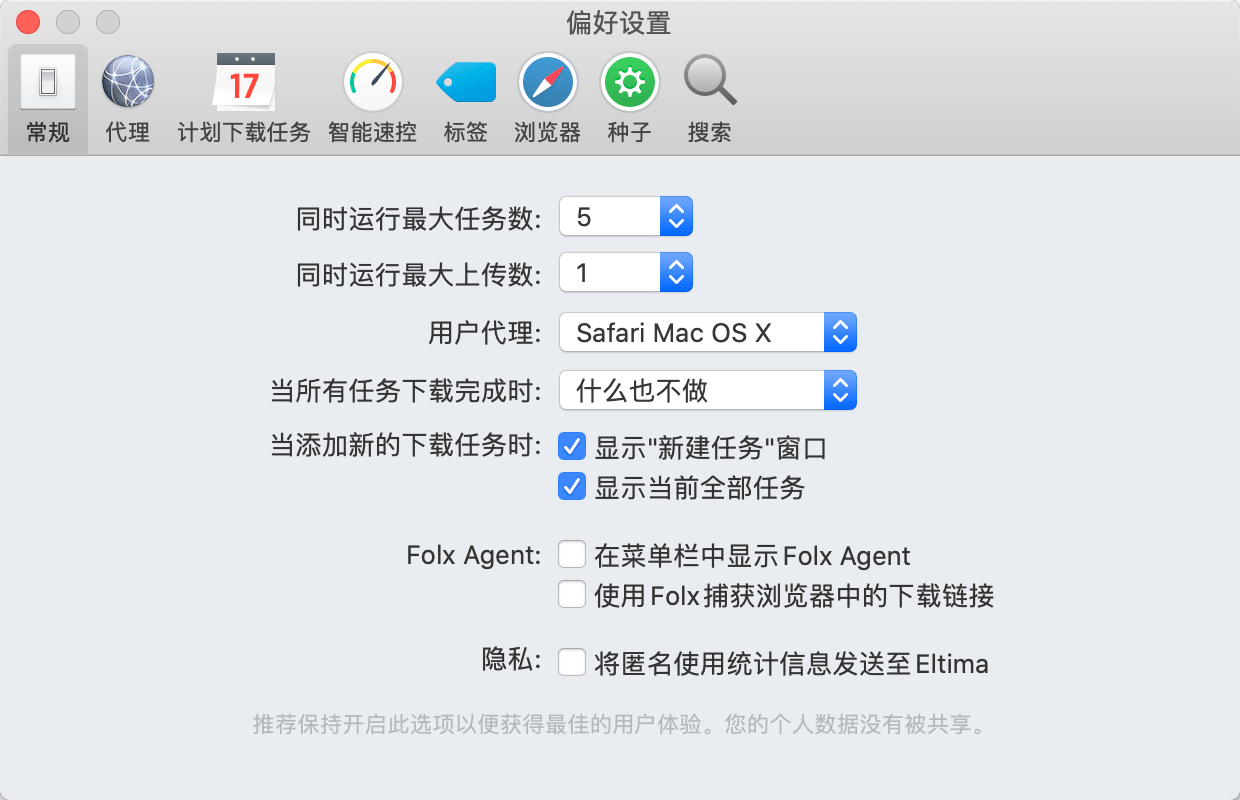 偏好设置
17
常规 代理 计划下载任务 智能速控 标签 浏览器 种子 搜索
同时运行最大任务数: 5
同时运行最大上传数: 1
用户代理: Safari Mac OS X
当所有任务下载完成时: 什么也不做
当添加新的下载任务时: 显示"新建任务"窗口
显示当前全部任务
Folx Agent: 在菜单栏中显示Folx Agent
使用Folx捕获浏览器中的下载链接
隐私: 将匿名使用统计信息发送至Eltima
推荐保持开启此选项以便获得最佳的用户体验。您的个人数据没有被共享。